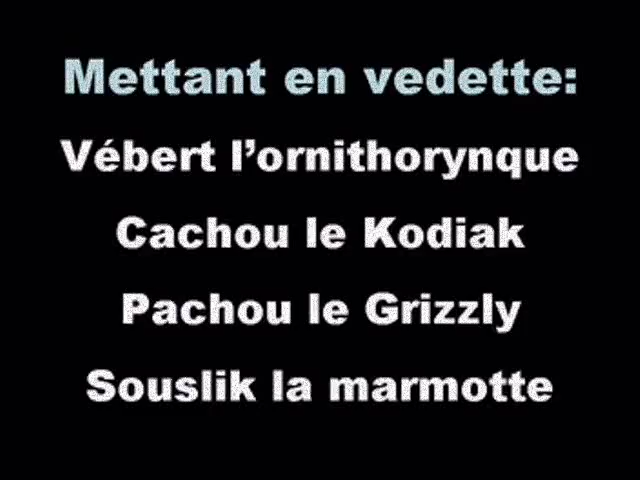 Mettant en vedette:
Vébert l’ornithorynque
Cachou le Kodiak
Pachou le Grizzly
Souslik la marmotte